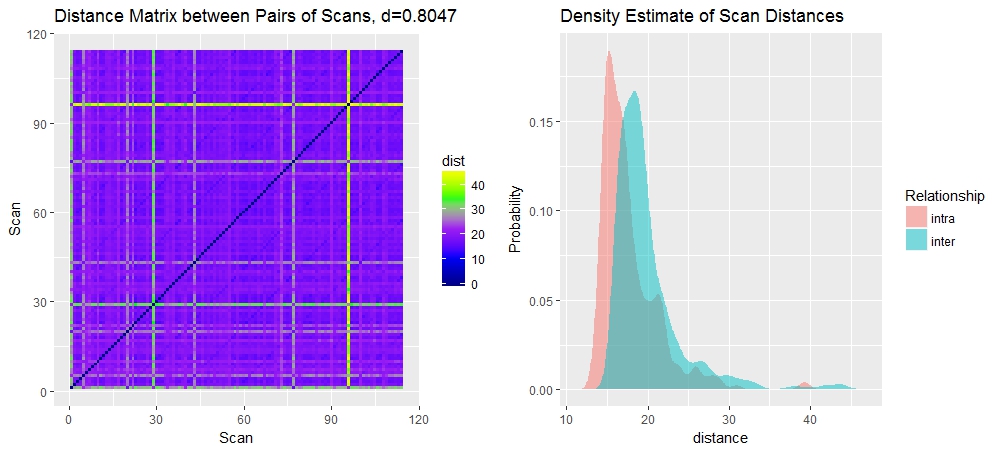 Distance Matrix between Pairs of Scans, d=0.8047
120
90
60
30
0
Scan
0
30
60
90
120
Scan
dist
40
30
20
10
0
Density Estimate of Scan Distances
0.15
0.10
0.05
0.00
Probability
10
20
30
40
distance
Relationship
intra
inter